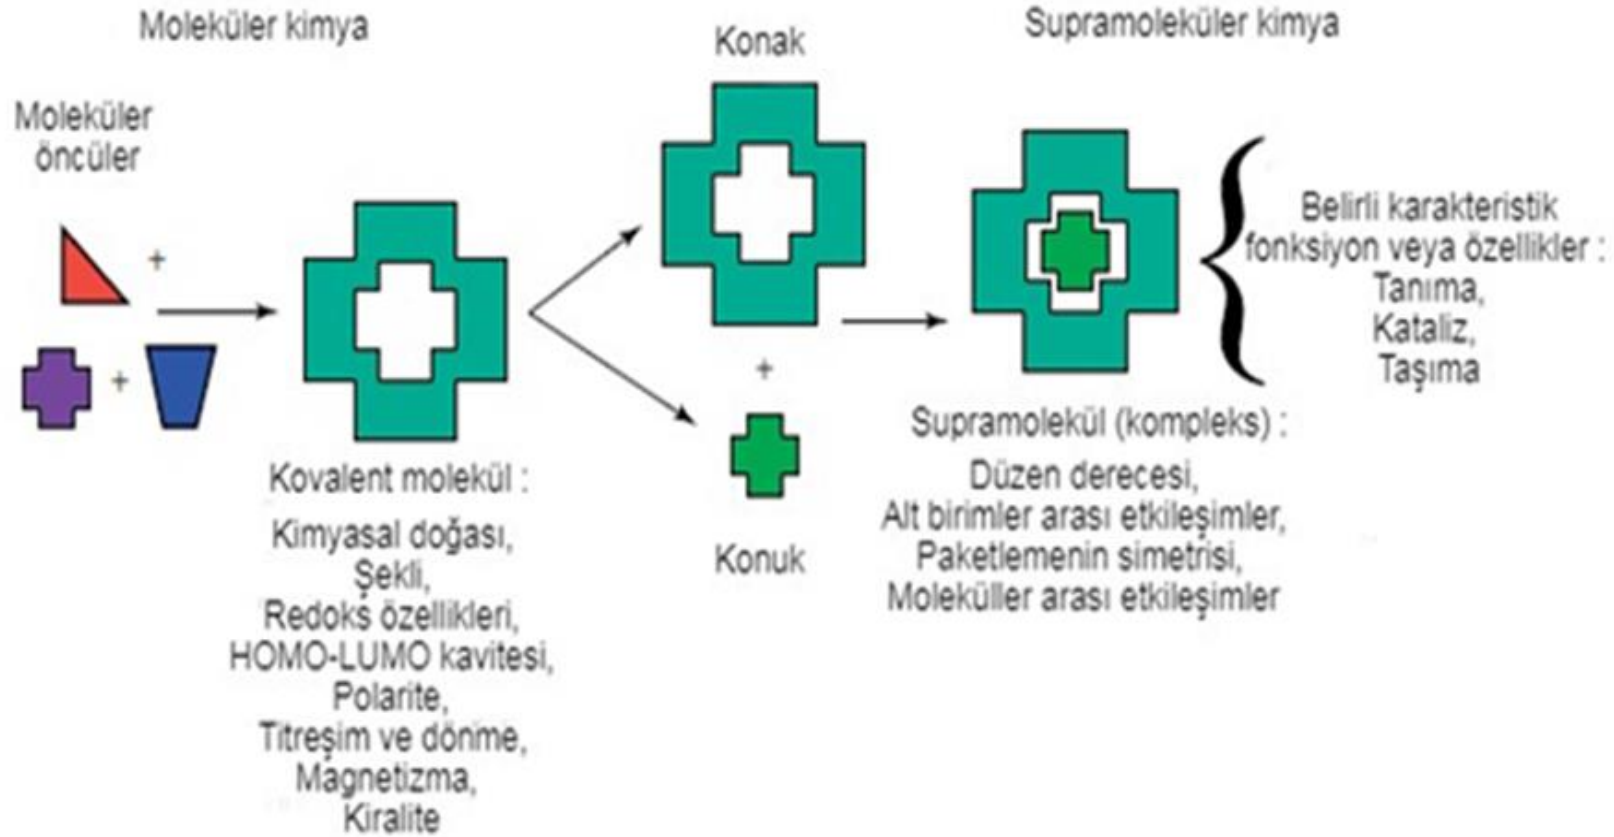 Moleküler kimya
Moleküler
öncüler
+
+
Kovalent molekül :
Kimyasal doğası,
Şekli,
Redoks özellikleri,
HOMO-LUMO kavitesi,
Polarite,
Titreşim ve dönme,
Magnetizma,
Kiralite
Konak
+
Konuk
Supramoleküler kimya
Supramolekül (kompleks) :
Düzen derecesi,
Alt birimler arası etkileşimler,
Paketlemenin simetrisi,
Moleküller arası etkileşimler
Belirli karakteristik
fonksiyon veya özellikler :
Tanıma,
Kataliz,
Taşıma